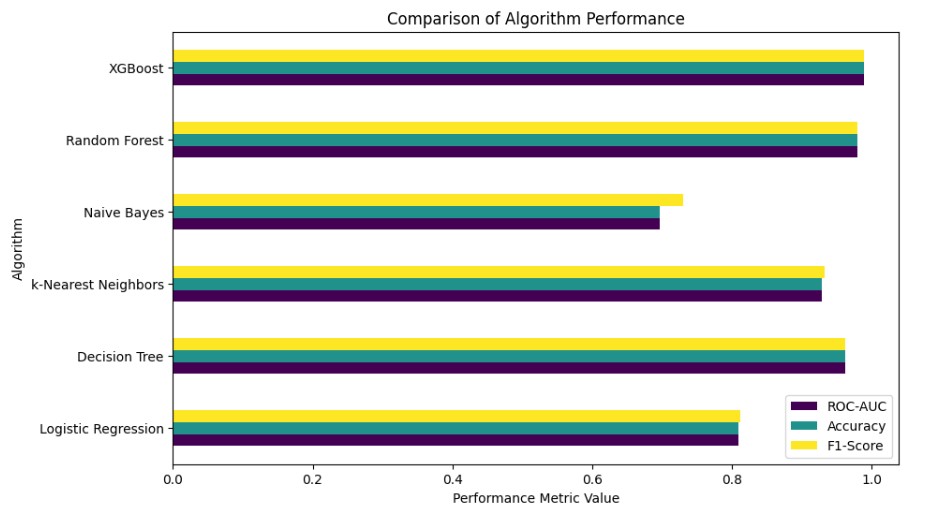 Comparison of Algorithm Performance
Algorithm
XGBoost
Random Forest
Naive Bayes
k-Nearest Neighbors
Decision Tree
Logistic Regression
ROC-AUC
Accuracy
F1-Score
0.0 0.2 0.4 0.6 0.8 1.0
Performance Metric Value